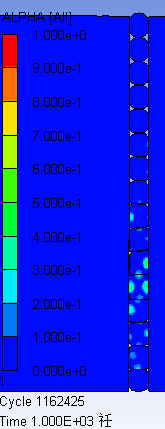 ALPHA [All]
1.000e+0
9.000e-1
8.000e-1
7.000e-1
6.000e-1
5.000e-1
4.000e-1
3.000e-1
2.000e-1
1.000e-1
0.000e+0
1
Cycle 1162425
Time 1.000E+03 衽